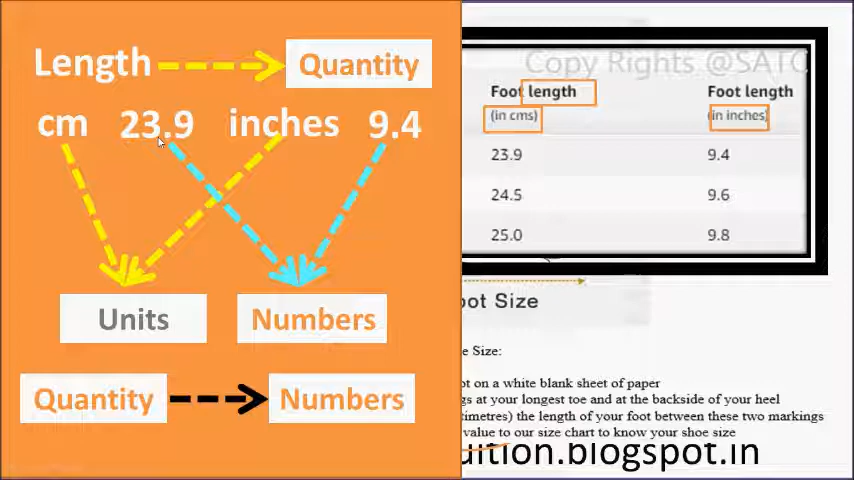 Length Quantity
cm 23.9 inches 9.4
Units Numbers
Quantity Numbers
Copy Rights @SATC
Foot length Foot length
(in cms) (in inches)
23.9 9.4
24.5 9.6
25.0 9.8
oot Size
e Size:
ot on a white blank sheet of paper
gs at your longest toe and at the backside of your heel
timetres) the length of your foot between these two markings
value to our size chart to know your shoe size
uition.blogspot.in